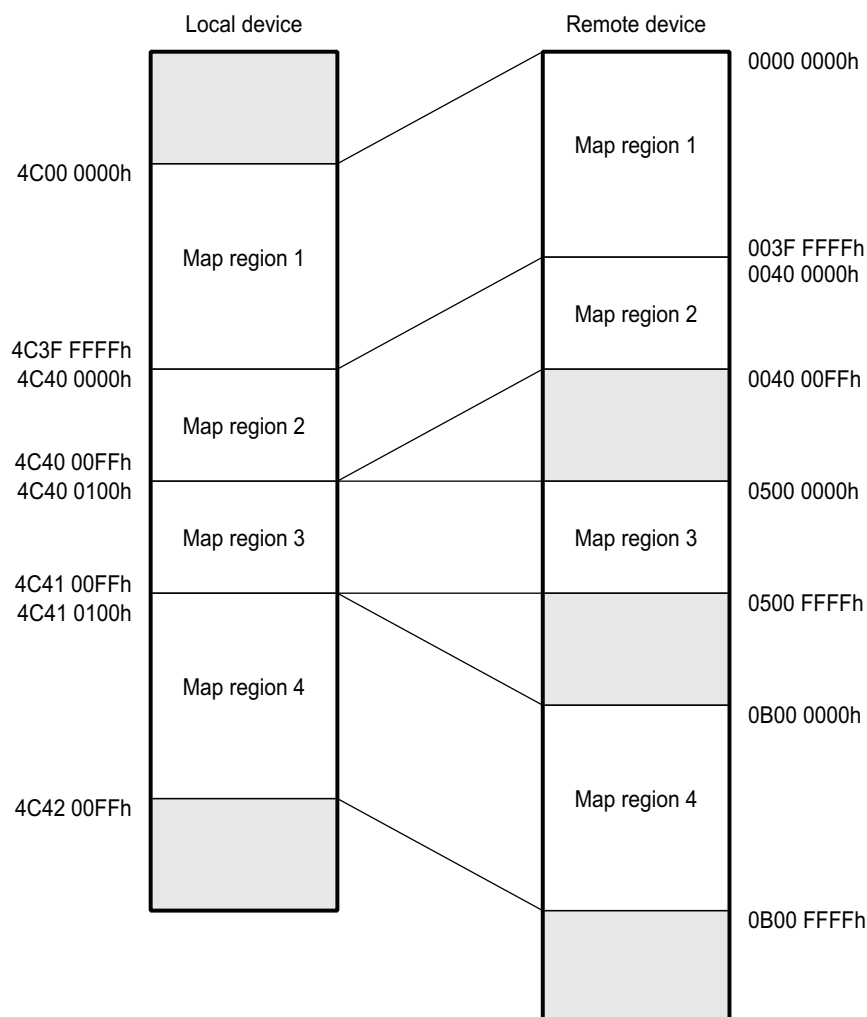 Local device
4C00 0000h
Map region 1
4C3F FFFFh
4C40 0000h
Map region 2
4C40 00FFh
4C40 0100h
Map region 3
4C41 00FFh
4C41 0100h
Map region 4
4C42 00FFh
Remote device
0000 0000h
Map region 1
003F FFFFh
0040 0000h
Map region 2
0040 00FFh
0500 0000h
Map region 3
0500 FFFFh
0B00 0000h
Map region 4
0B00 FFFFh